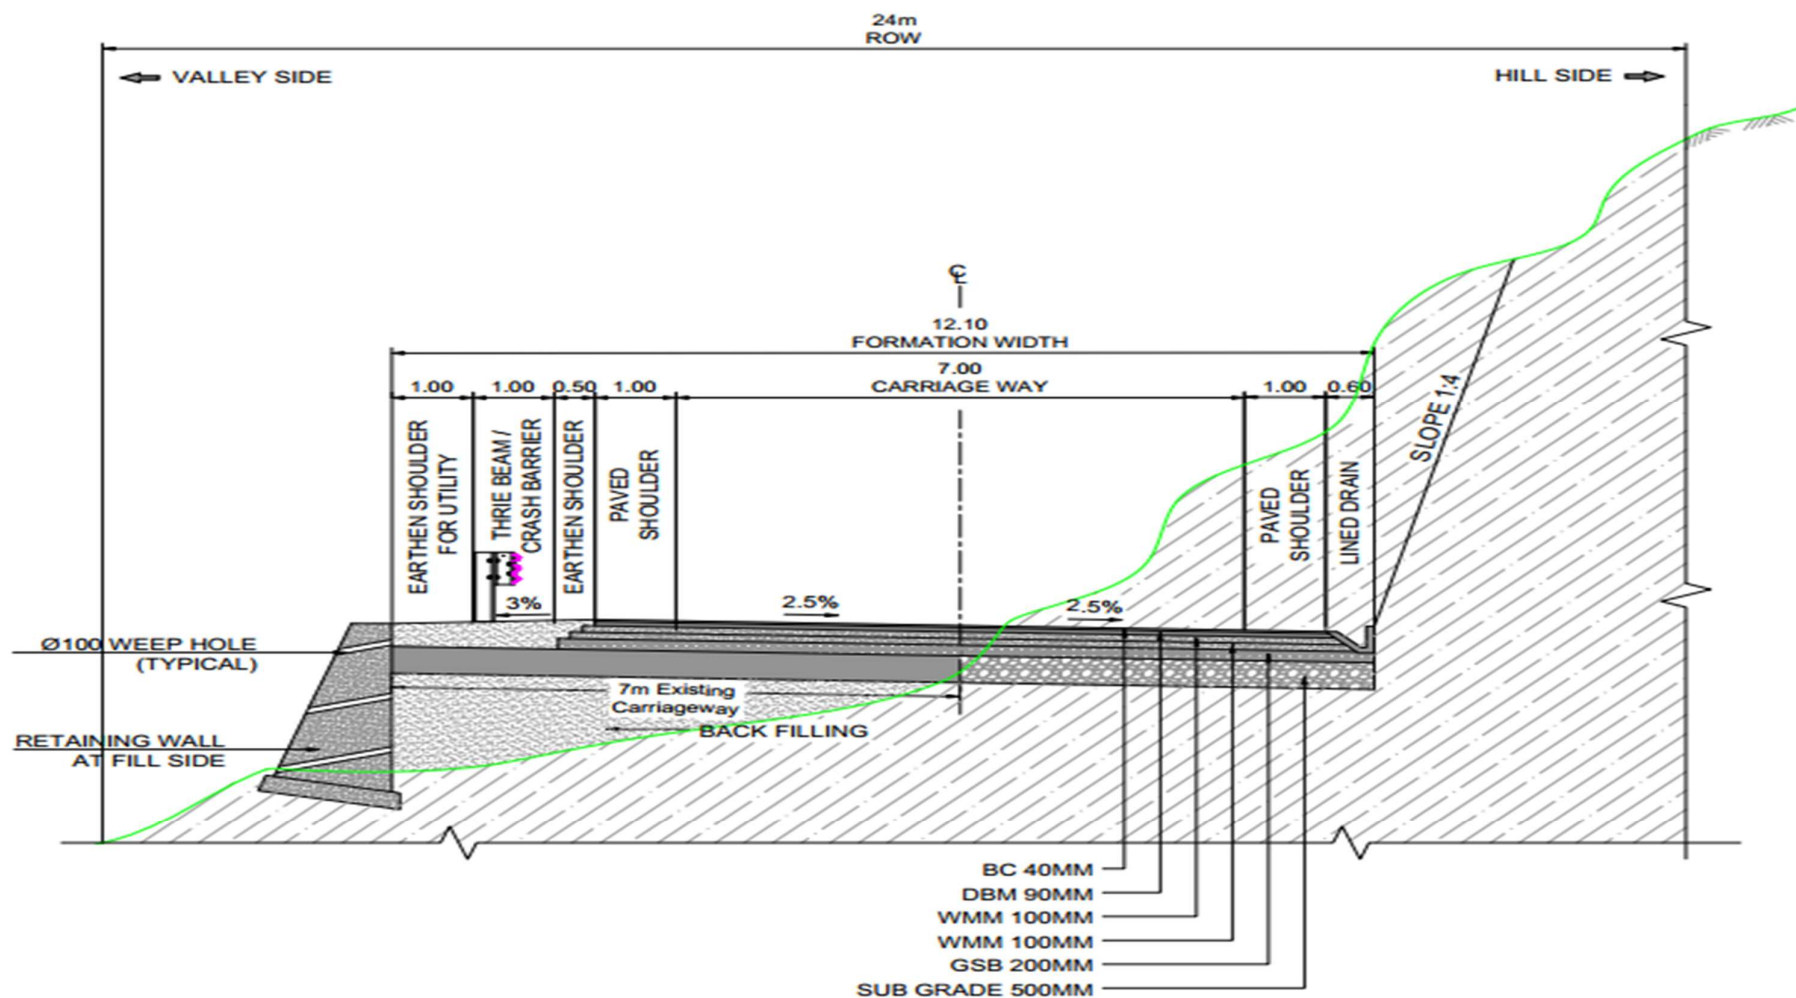 24m
ROW
VALLEY SIDE
HILL SIDE
C
L
12.10
FORMATION WIDTH
7.00
CARRIAGE WAY
1.00
1.00
0.50
1.00
1.00
0.60
EARTHEN SHOULDER
FOR UTILITY
THRIE BEAM /
CRASH BARRIER
EARTHEN SHOULDER
PAVED
SHOULDER
PAVED
SHOULDER
LINED DRAIN
SLOPE 1:4
3%
2.5%
2.5%
Ø100 WEEP HOLE
(TYPICAL)
7m Existing
Carriageway
BACK FILLING
RETAINING WALL
AT FILL SIDE
BC 40MM
DBM 90MM
WMM 100MM
WMM 100MM
GSB 200MM
SUB GRADE 500MM